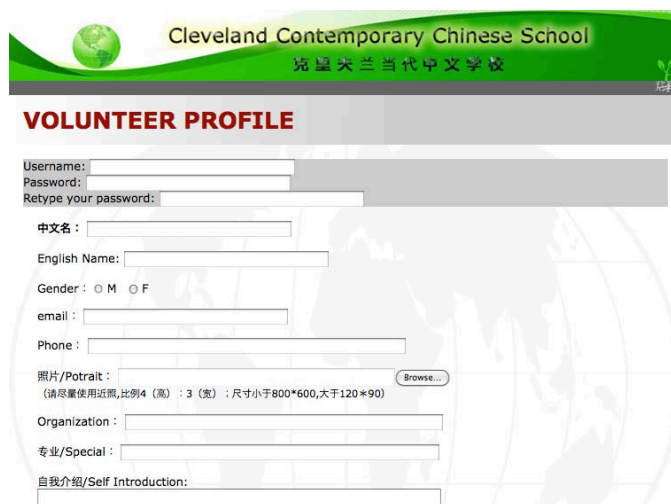 Cleveland Contemporary Chinese School
克里夫兰当代中文学校
VOLUNTEER PROFILE
Username:
Password:
Retype your password:
中文名：
English Name:
Gender： M F
email：
Phone：
照片/Potrait： Browse...
（请尽量使用近照,比例4（高）：3（宽）；尺寸小于800*600,大于120*90）
Organization：
专业/Special：
自我介绍/Self Introduction: